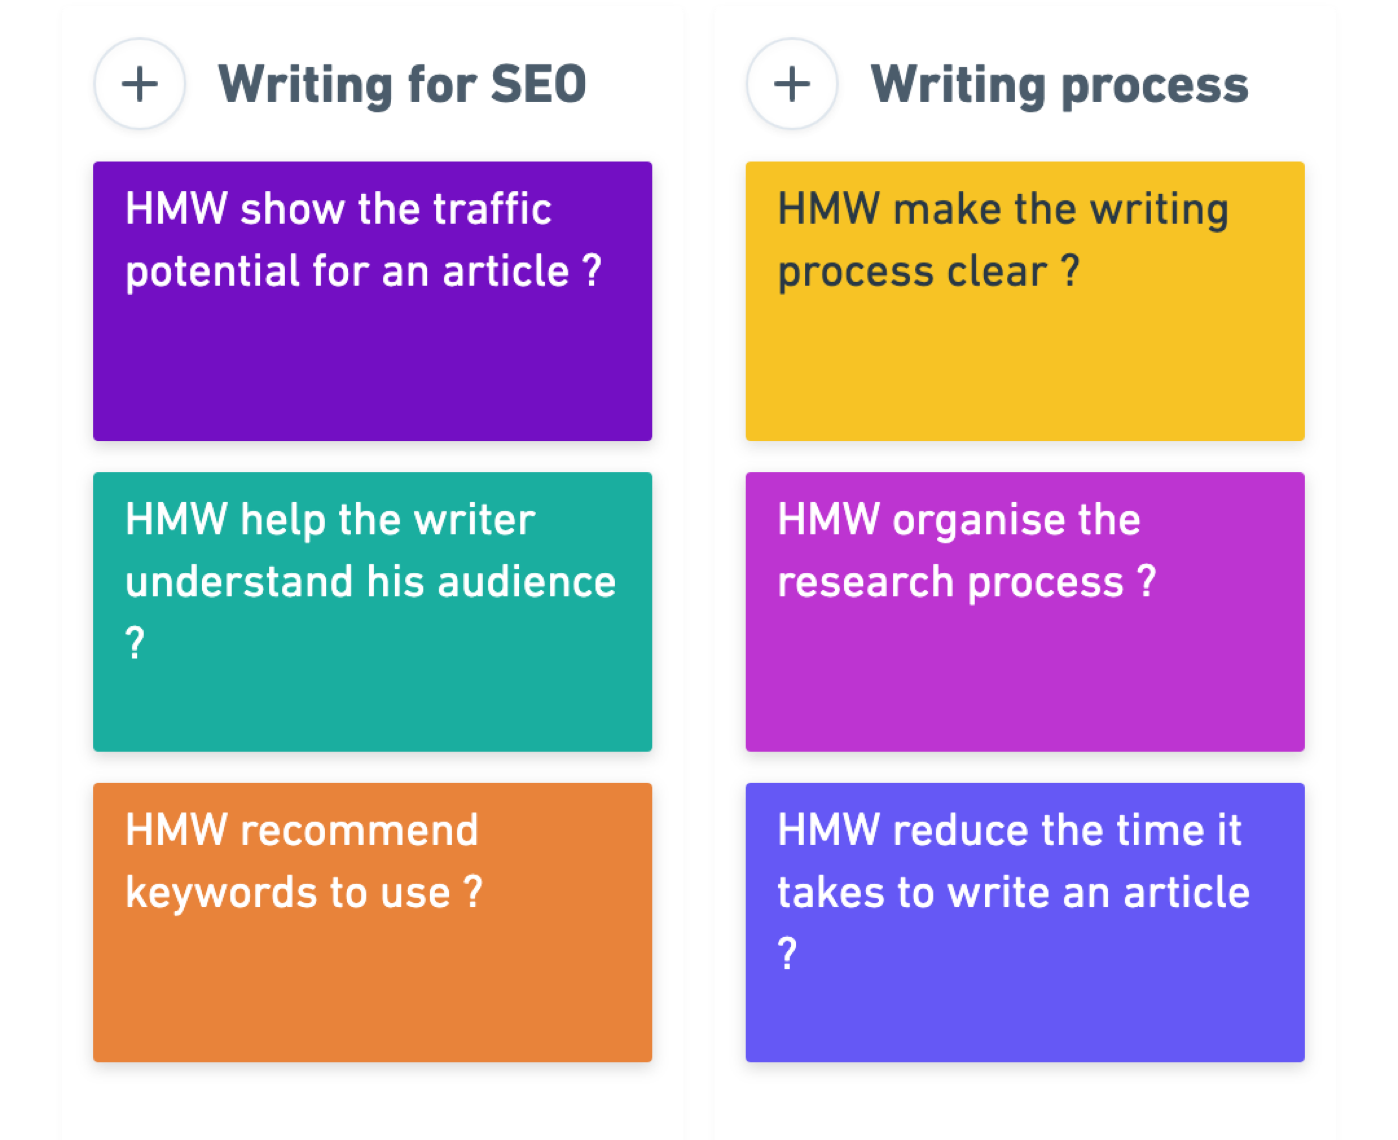 Writing for SEO
HMW show the traffic
potential for an article ?
HMW help the writer
understand his audience
?
HMW recommend
keywords to use ?
Writing process
HMW make the writing
process clear ?
HMW organise the
research process ?
HMW reduce the time it
takes to write an article
?